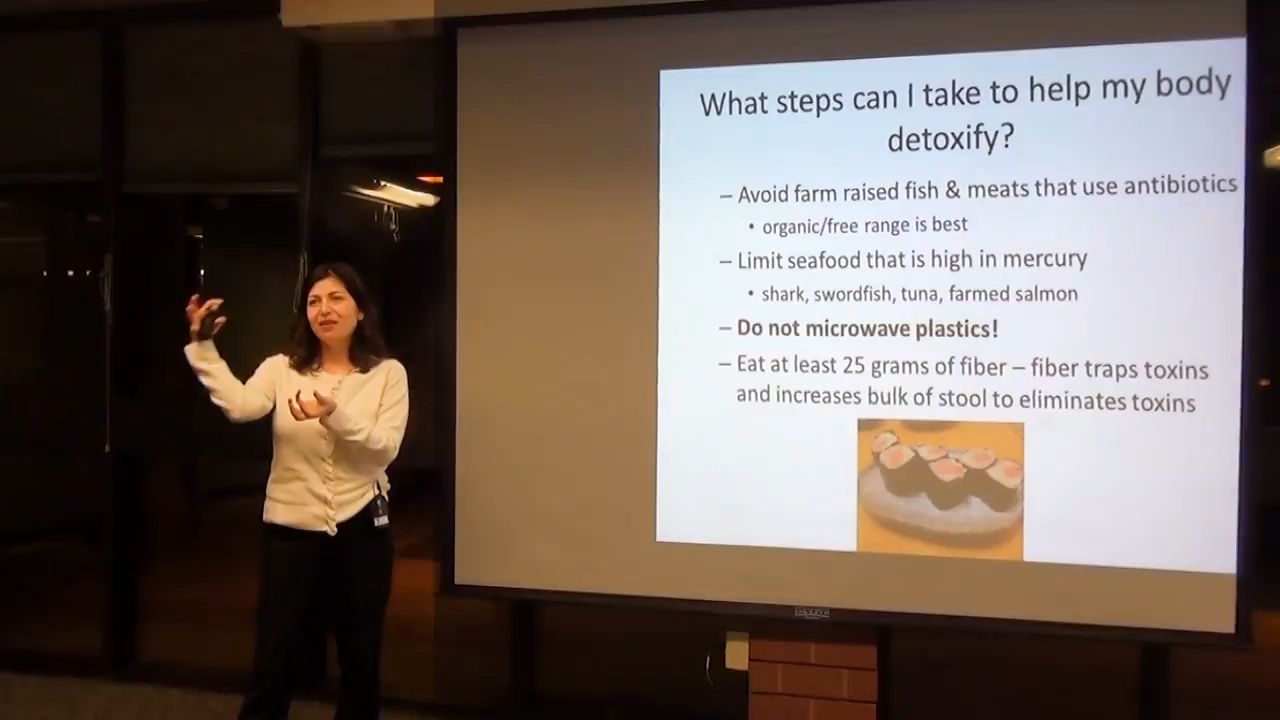 What steps can I take to help my body
detoxify?
– Avoid farm raised fish & meats that use antibiotics
• organic/free range is best
– Limit seafood that is high in mercury
• shark, swordfish, tuna, farmed salmon
– Do not microwave plastics!
– Eat at least 25 grams of fiber – fiber traps toxins
and increases bulk of stool to eliminates toxins